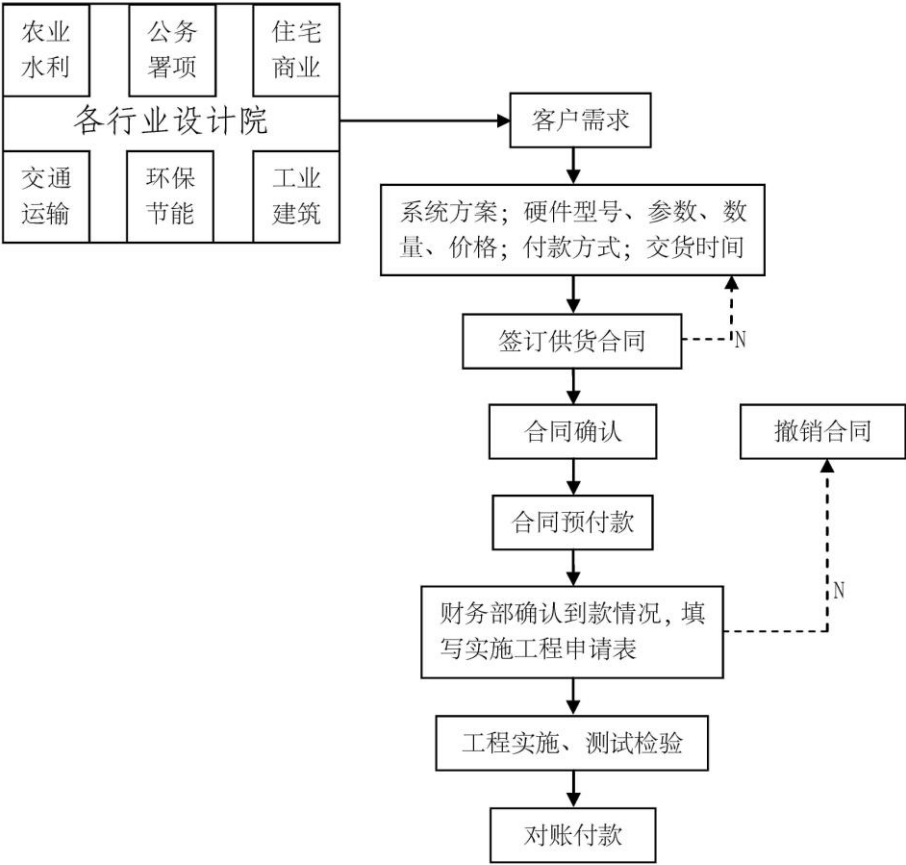 农业
水利
公务
署项
住宅
商业
各行业设计院
交通
运输
环保
节能
工业
建筑
客户需求
系统方案；硬件型号、参数、数
量、价格；付款方式；交货时间
签订供货合同
N
合同确认
撤销合同
合同预付款
财务部确认到款情况，填
写实施工程申请表
N
工程实施、测试检验
对账付款